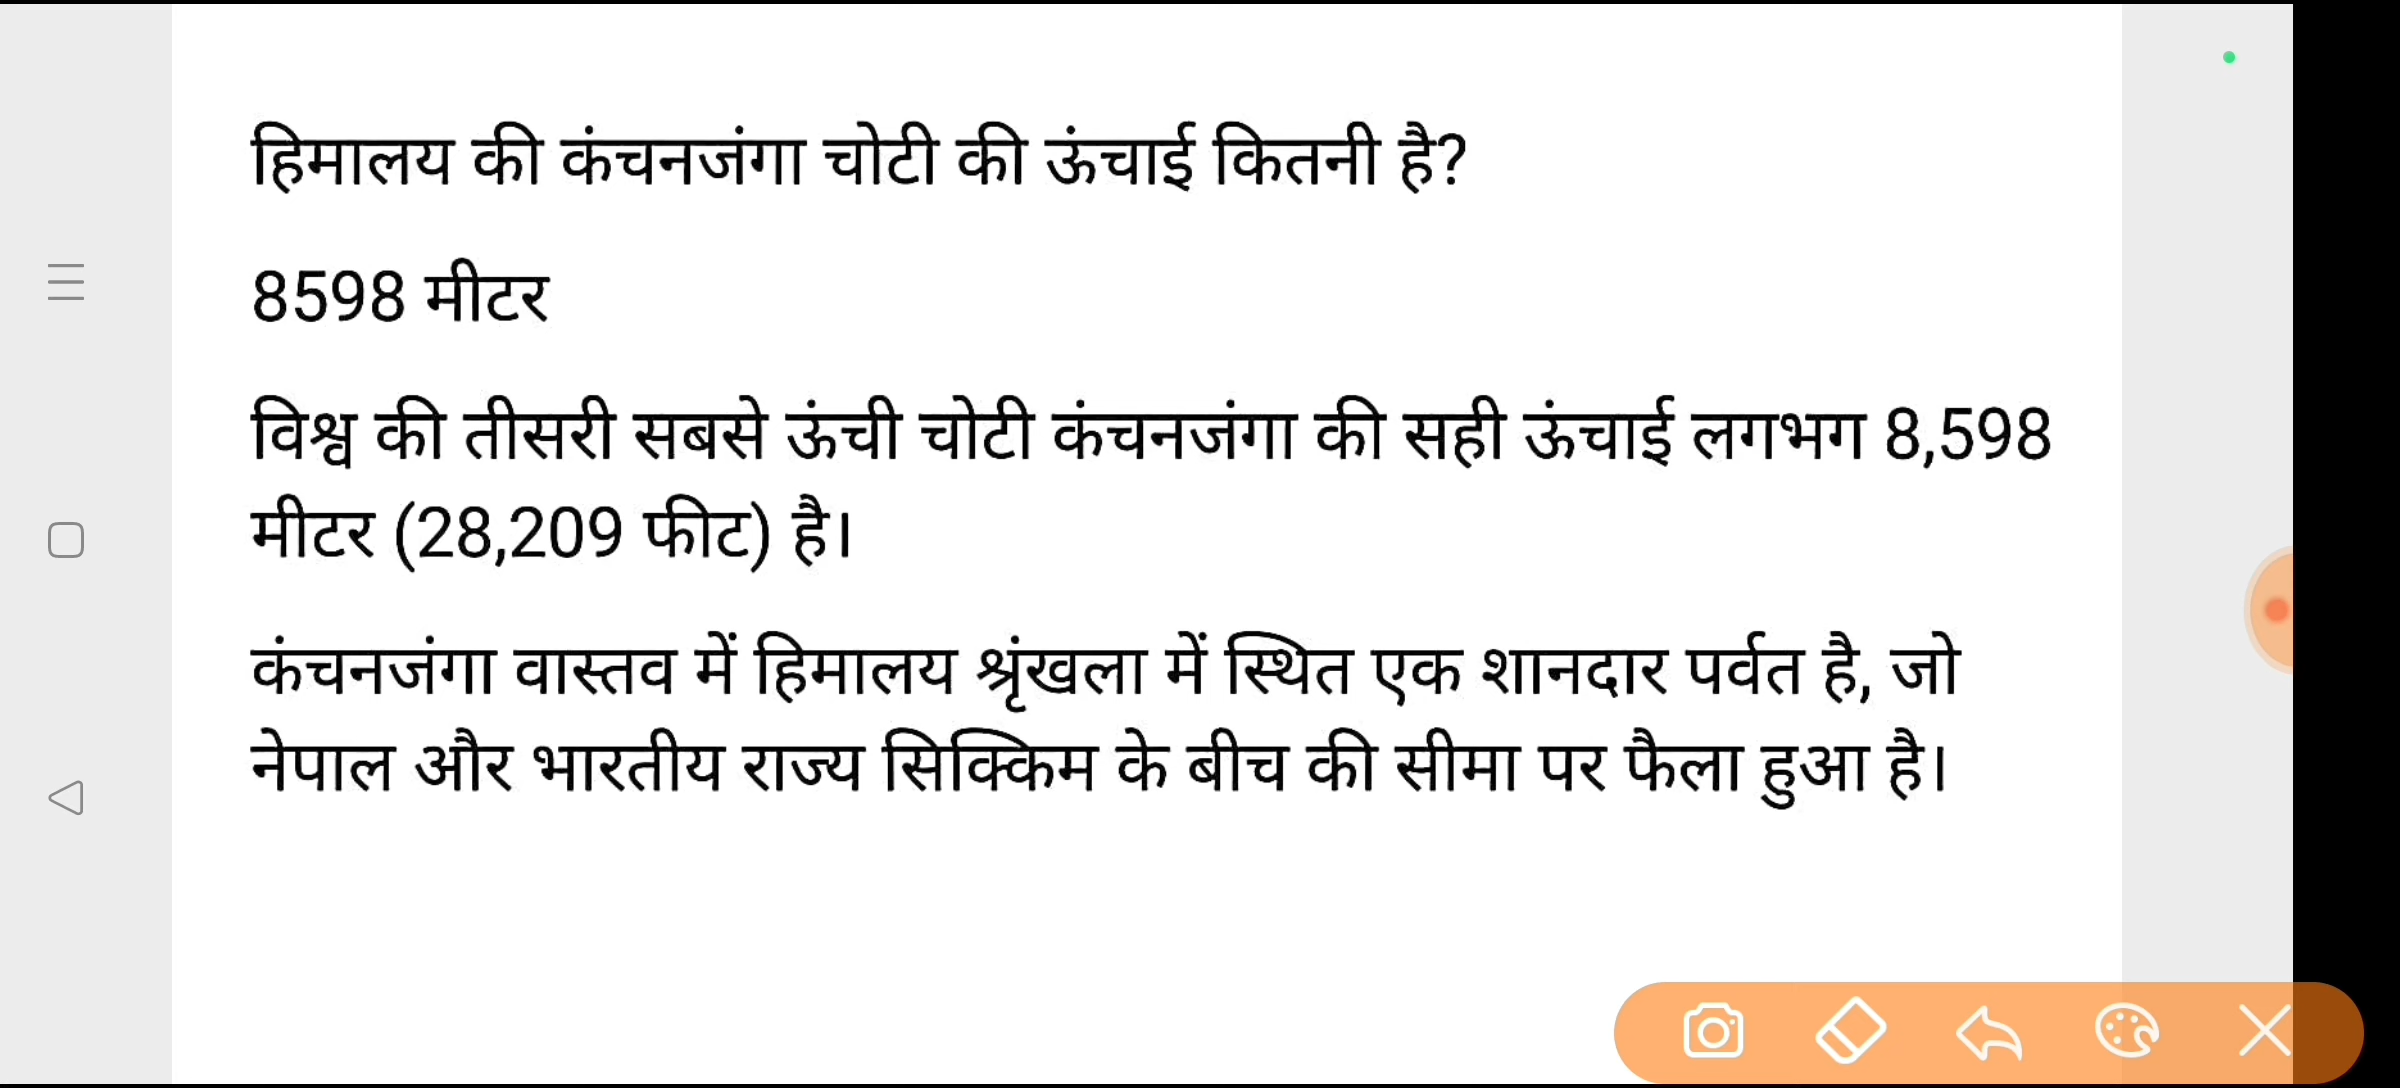 हिमालय की कंचनजंगा चोटी की ऊंचाई कितनी है?
8598 मीटर
विश्व की तीसरी सबसे ऊंची चोटी कंचनजंगा की सही ऊंचाई लगभग 8,598
मीटर (28,209 फीट) है।
कंचनजंगा वास्तव में हिमालय श्रृंखला में स्थित एक शानदार पर्वत है, जो
नेपाल और भारतीय राज्य सिक्किम के बीच की सीमा पर फैला हुआ है।